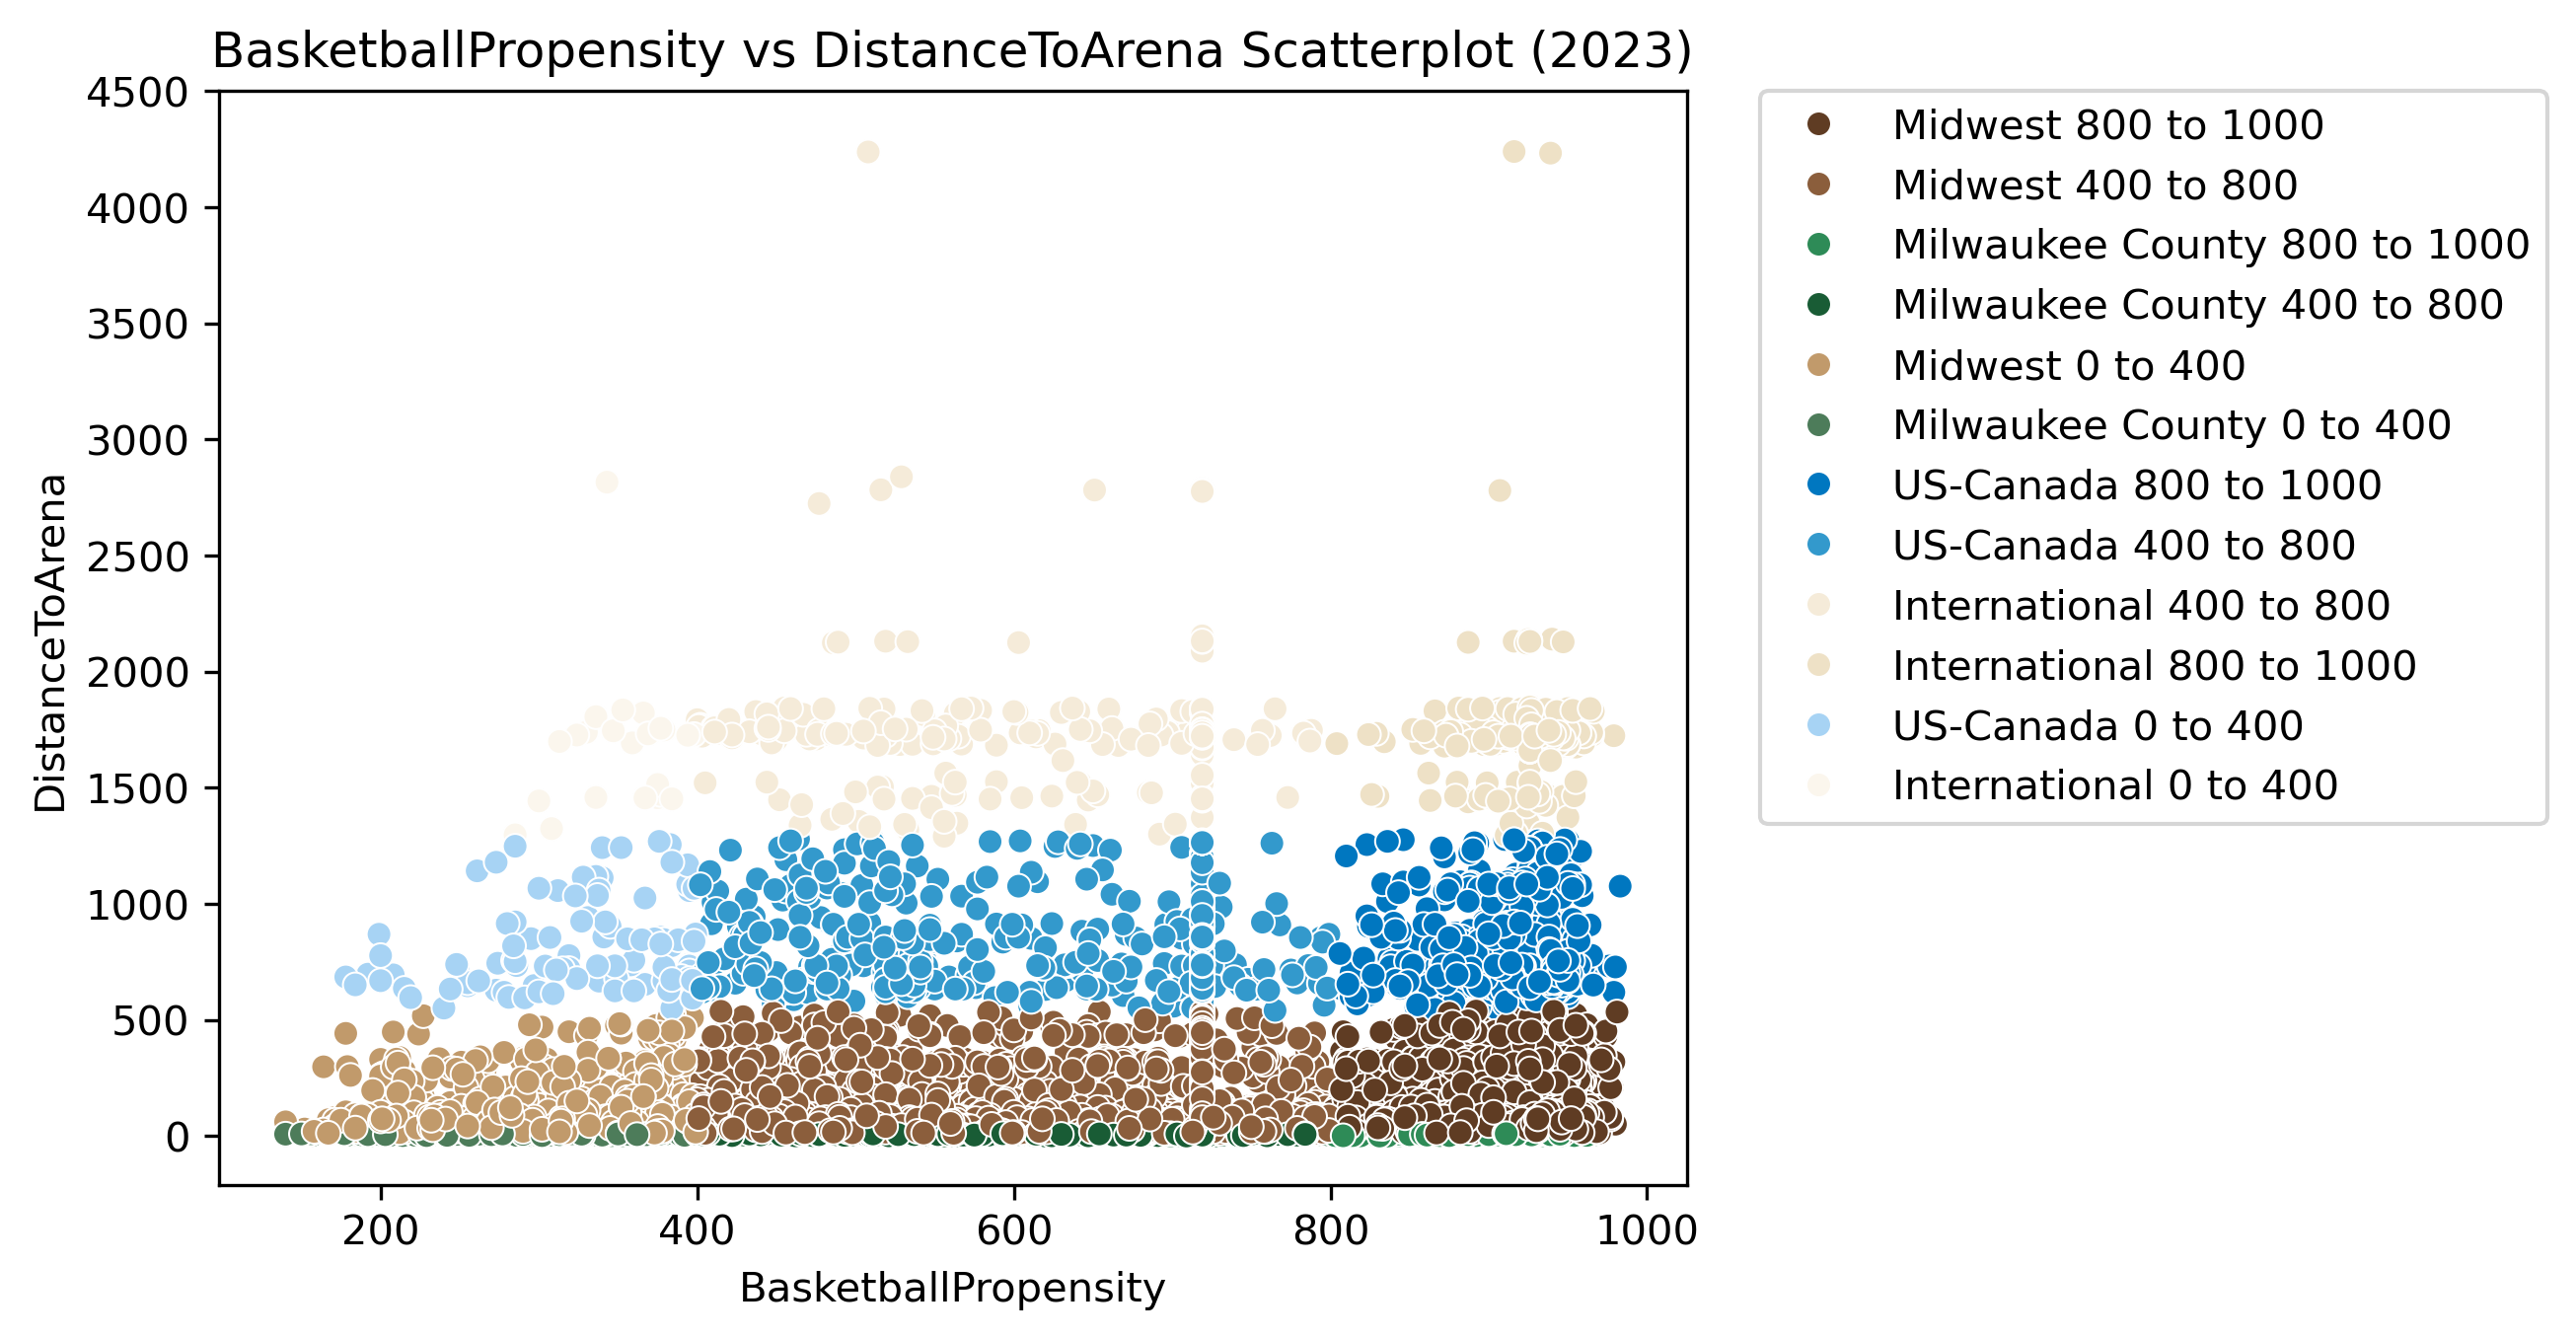 BasketballPropensity vs DistanceToArena Scatterplot (2023)
4500
4000
3500
3000
2500
2000
1500
1000
500
0
DistanceToArena
200 400 600 800 1000
BasketballPropensity
Midwest 800 to 1000
Midwest 400 to 800
Milwaukee County 800 to 1000
Milwaukee County 400 to 800
Midwest 0 to 400
Milwaukee County 0 to 400
US-Canada 800 to 1000
US-Canada 400 to 800
International 400 to 800
International 800 to 1000
US-Canada 0 to 400
International 0 to 400